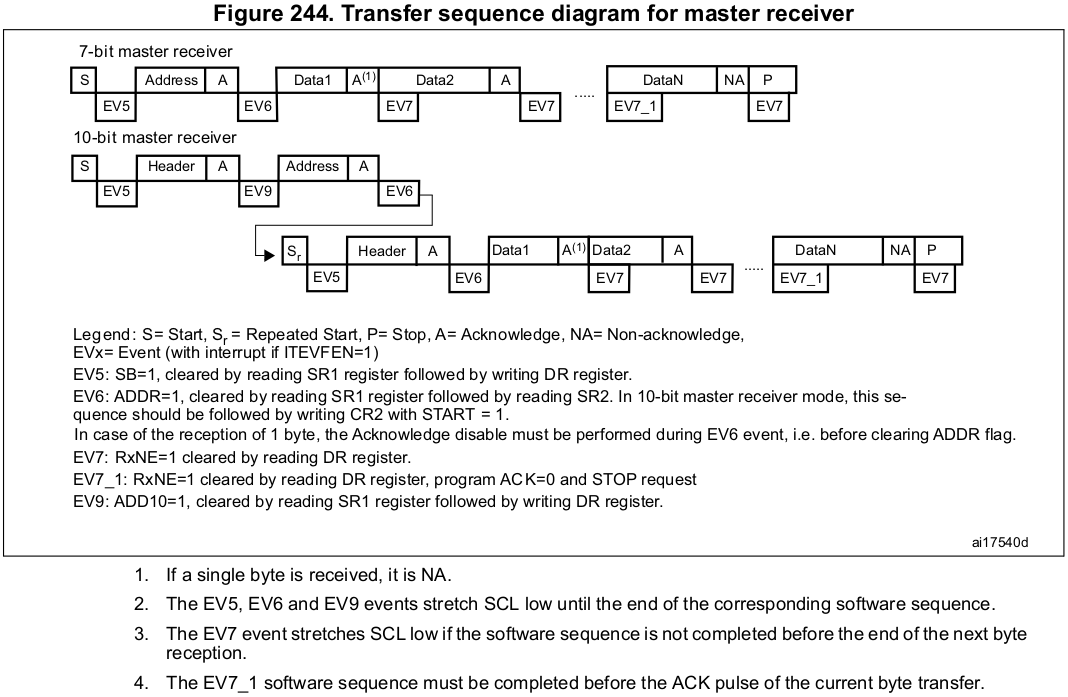 Figure 244. Transfer sequence diagram for master receiver
7-bit master receiver
S Address A Data1 A(1) Data2 A DataN NA P
EV5 EV6 EV7 EV7 ..... EV7_1 EV7
10-bit master receiver
S Header A Address A
EV5 EV9 EV6
Sr Header A Data1 A(1) Data2 A DataN NA P
EV5 EV6 EV7 EV7 ..... EV7_1 EV7
Legend: S= Start, Sr = Repeated Start, P= Stop, A= Acknowledge, NA= Non-acknowledge,
EVx= Event (with interrupt if ITEVFEN=1)
EV5: SB=1, cleared by reading SR1 register followed by writing DR register.
EV6: ADDR=1, cleared by reading SR1 register followed by reading SR2. In 10-bit master receiver mode, this se-
quence should be followed by writing CR2 with START = 1.
In case of the reception of 1 byte, the Acknowledge disable must be performed during EV6 event, i.e. before clearing ADDR flag.
EV7: RxNE=1 cleared by reading DR register.
EV7_1: RxNE=1 cleared by reading DR register, program ACK=0 and STOP request
EV9: ADD10=1, cleared by reading SR1 register followed by writing DR register.
ai17540d
1. If a single byte is received, it is NA.
2. The EV5, EV6 and EV9 events stretch SCL low until the end of the corresponding software sequence.
3. The EV7 event stretches SCL low if the software sequence is not completed before the end of the next byte
reception.
4. The EV7_1 software sequence must be completed before the ACK pulse of the current byte transfer.